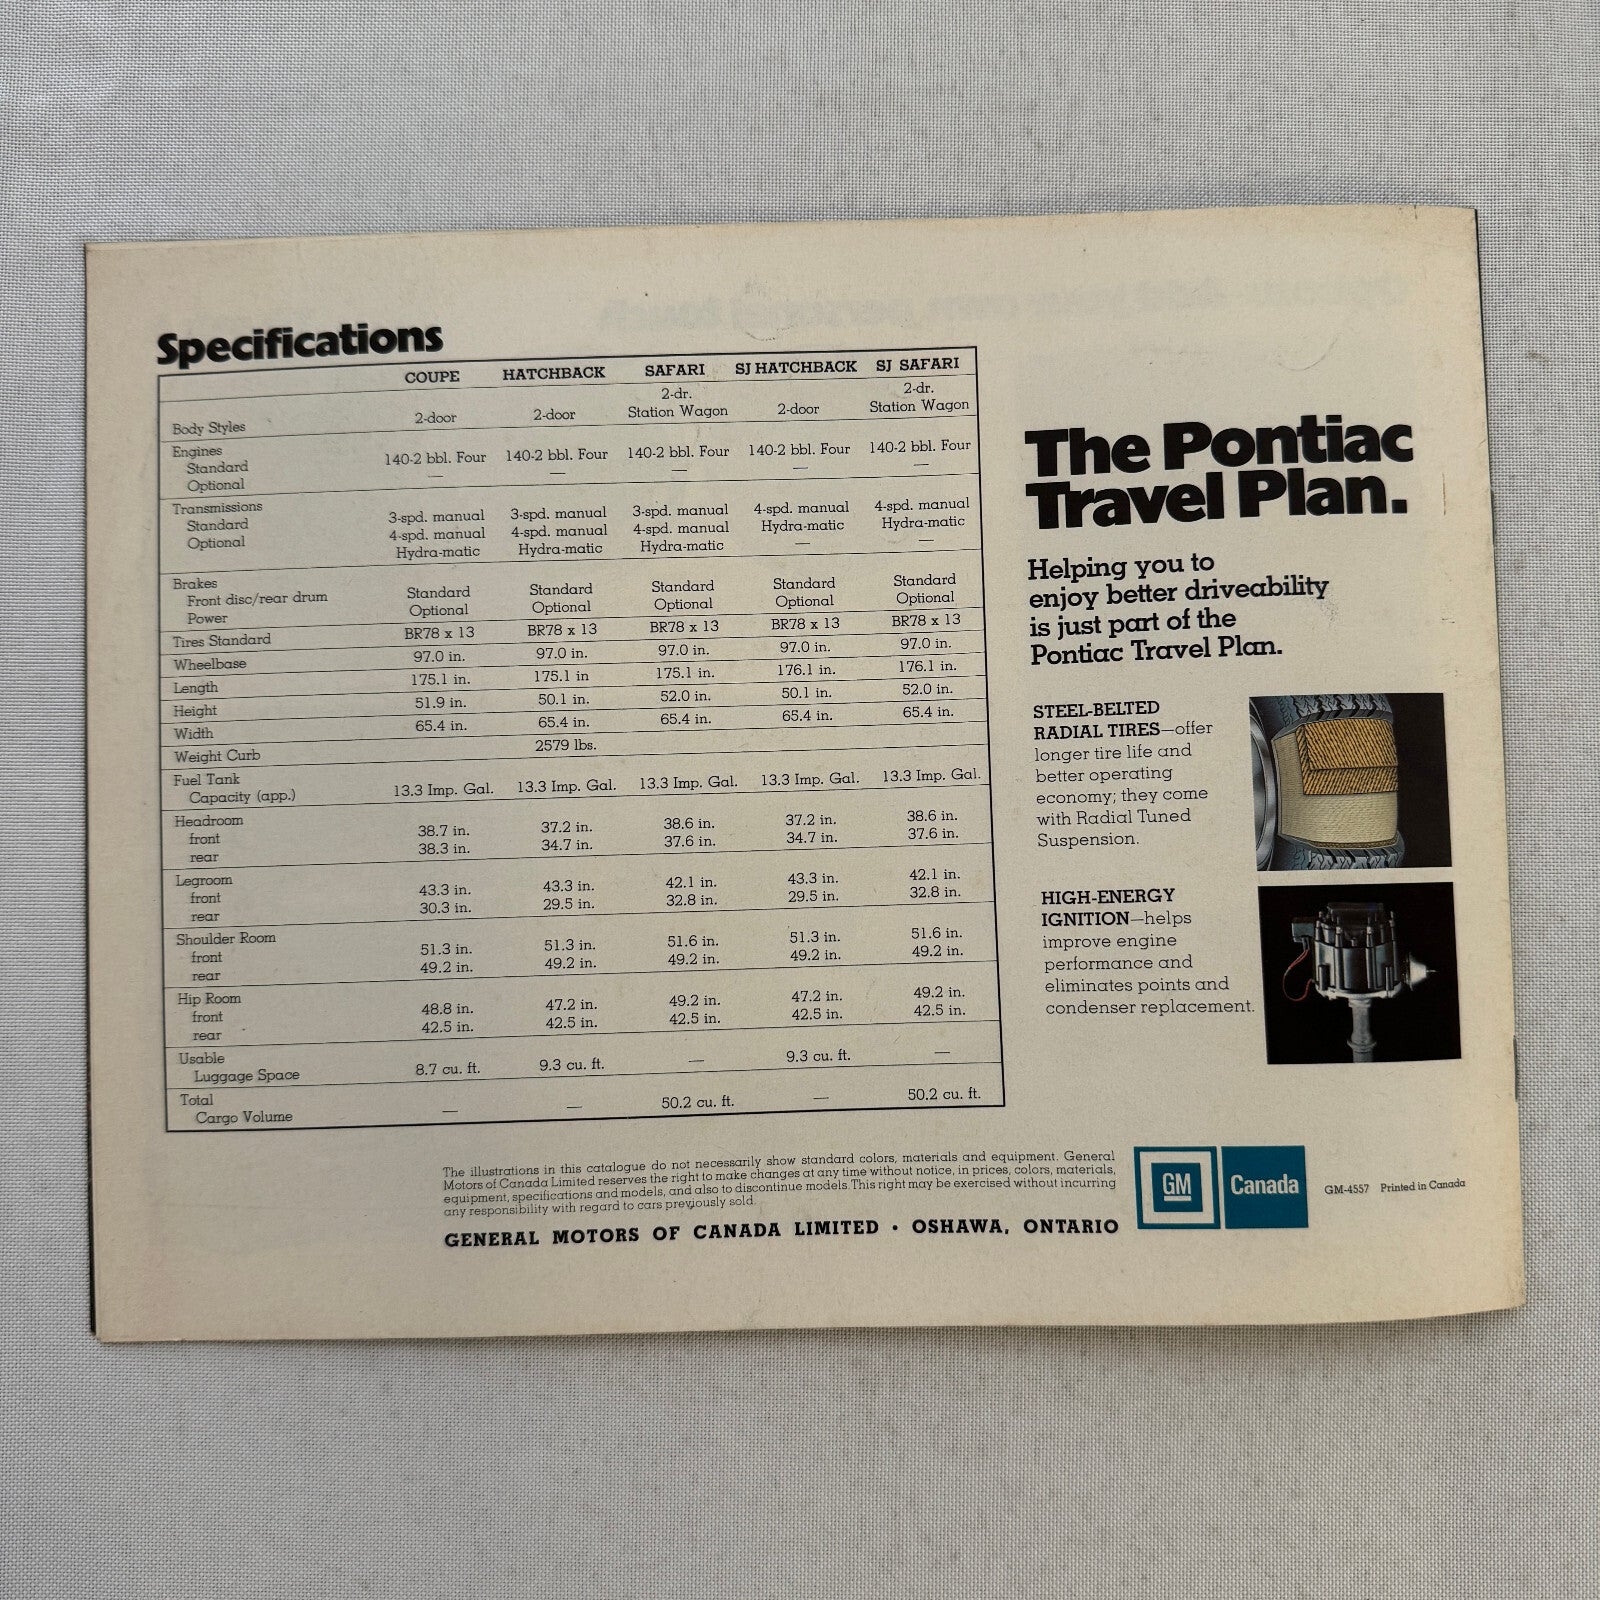 Specifications
COUPE HATCHBACK SAFARI SJ HATCHBACK SJ SAFARI
Body Styles 2-door 2-door 2-dr. Station Wagon 2-door 2-dr. Station Wagon
Engines
Standard 140-2 bbl. Four 140-2 bbl. Four 140-2 bbl. Four 140-2 bbl. Four 140-2 bbl. Four
Optional — — — — —
Transmissions
Standard 3-spd. manual 3-spd. manual 3-spd. manual 4-spd. manual 4-spd. manual
Optional 4-spd. manual 4-spd. manual 4-spd. manual Hydra-matic Hydra-matic
Hydra-matic Hydra-matic Hydra-matic — —
Brakes
Front disc/rear drum Standard Standard Standard Standard Standard
Power Optional Optional Optional Optional Optional
Tires Standard BR78 x 13 BR78 x 13 BR78 x 13 BR78 x 13 BR78 x 13
Wheelbase 97.0 in. 97.0 in. 97.0 in. 97.0 in. 97.0 in.
Length 175.1 in. 175.1 in 175.1 in. 176.1 in. 176.1 in.
Height 51.9 in. 50.1 in. 52.0 in. 50.1 in. 52.0 in.
Width 65.4 in. 65.4 in. 65.4 in. 65.4 in. 65.4 in.
Weight Curb 2579 lbs.
Fuel Tank
Capacity (app.) 13.3 Imp. Gal. 13.3 Imp. Gal. 13.3 Imp. Gal. 13.3 Imp. Gal. 13.3 Imp. Gal.
Headroom
front 38.7 in. 37.2 in. 38.6 in. 37.2 in. 38.6 in.
rear 38.3 in. 34.7 in. 37.6 in. 34.7 in. 37.6 in.
Legroom
front 43.3 in. 43.3 in. 42.1 in. 43.3 in. 42.1 in.
rear 30.3 in. 29.5 in. 32.8 in. 29.5 in. 32.8 in.
Shoulder Room
front 51.3 in. 51.3 in. 51.6 in. 51.3 in. 51.6 in.
rear 49.2 in. 49.2 in. 49.2 in. 49.2 in. 49.2 in.
Hip Room
front 48.8 in. 47.2 in. 49.2 in. 47.2 in. 49.2 in.
rear 42.5 in. 42.5 in. 42.5 in. 42.5 in. 42.5 in.
Usable
Luggage Space 8.7 cu. ft. 9.3 cu. ft. — 9.3 cu. ft. —
Total
Cargo Volume — — 50.2 cu. ft. — 50.2 cu. ft.
The Pontiac
Travel Plan.
Helping you to
enjoy better driveability
is just part of the
Pontiac Travel Plan.
STEEL-BELTED
RADIAL TIRES—offer
longer tire life and
better operating
economy; they come
with Radial Tuned
Suspension.
HIGH-ENERGY
IGNITION—helps
improve engine
performance and
eliminates points and
condenser replacement.
The illustrations in this catalogue do not necessarily show standard colors, materials and equipment. General
Motors of Canada Limited reserves the right to make changes at any time without notice, in prices, colors, materials,
equipment, specifications and models, and also to discontinue models. This right may be exercised without incurring
any responsibility with regard to cars previously sold.
GENERAL MOTORS OF CANADA LIMITED • OSHAWA, ONTARIO
GM Canada
GM-4557 Printed in Canada